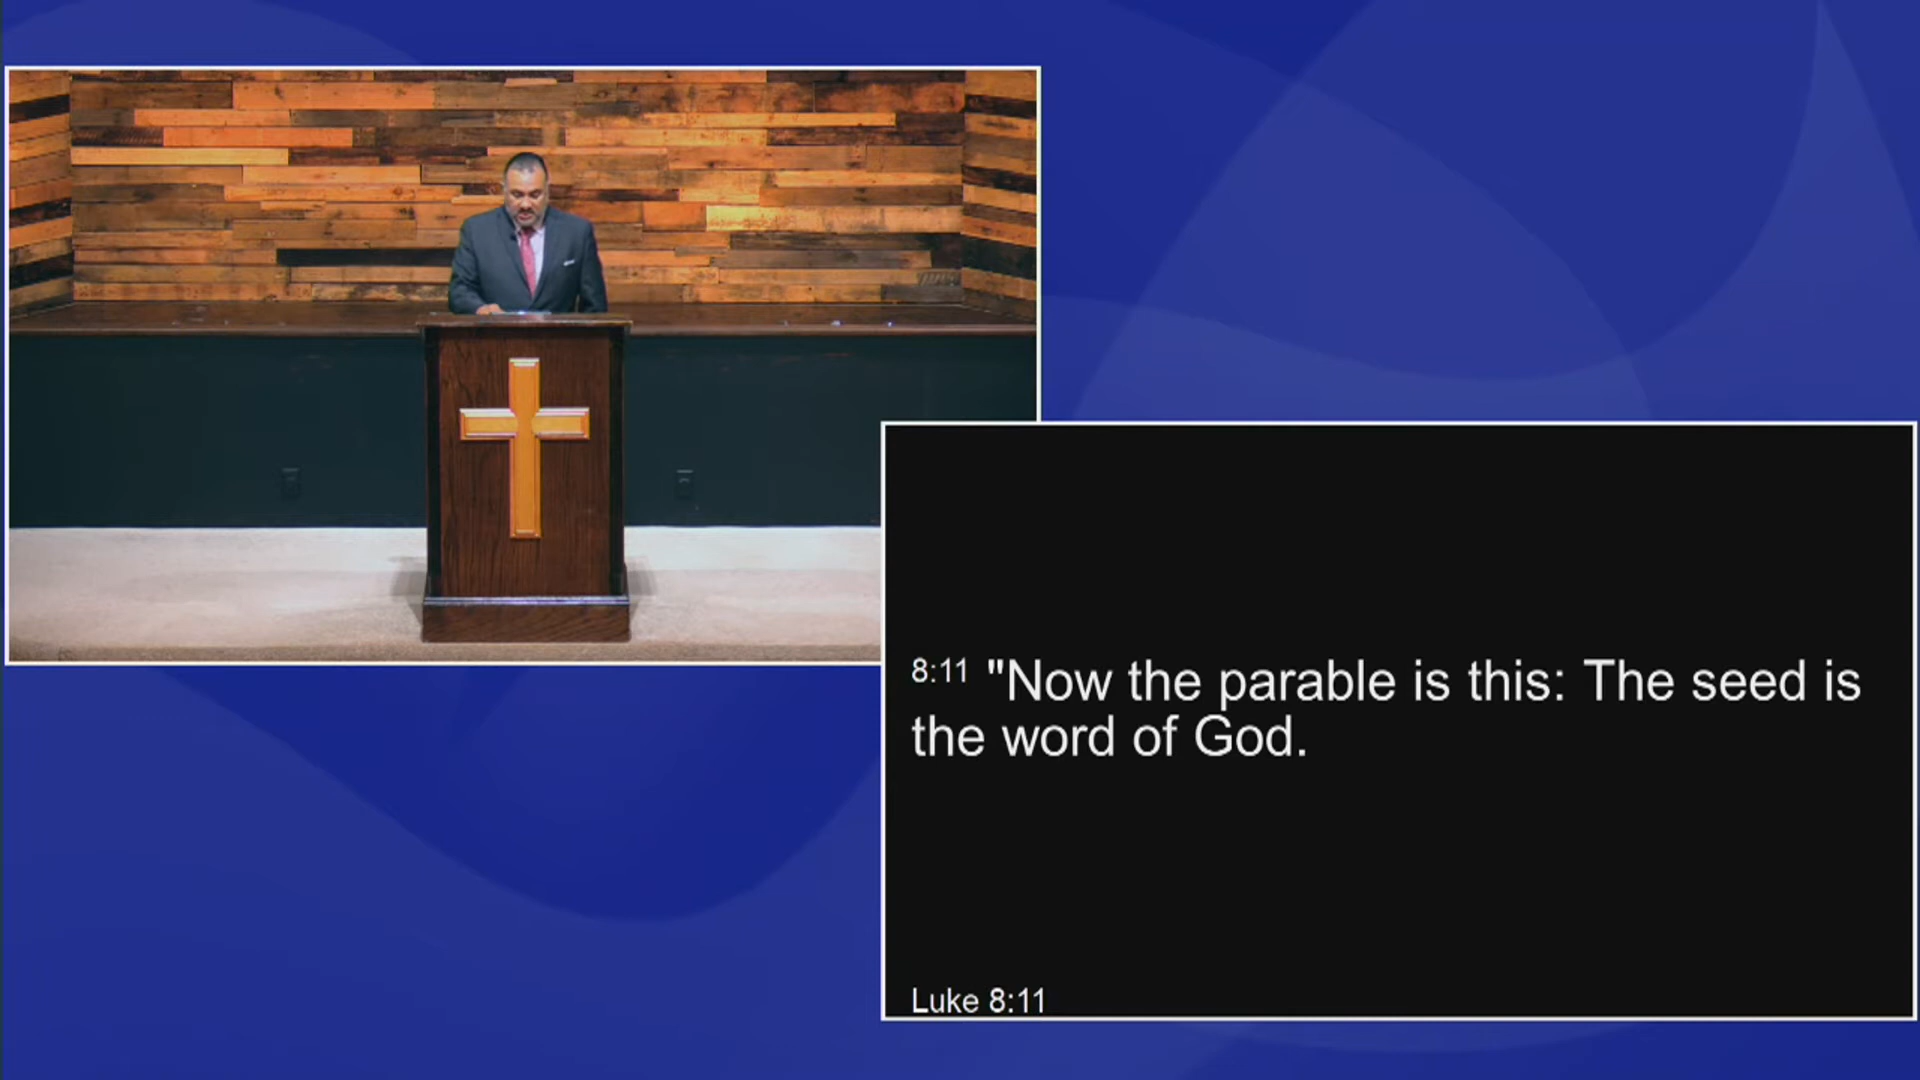 8:11 "Now the parable is this: The seed is
the word of God.
Luke 8:11